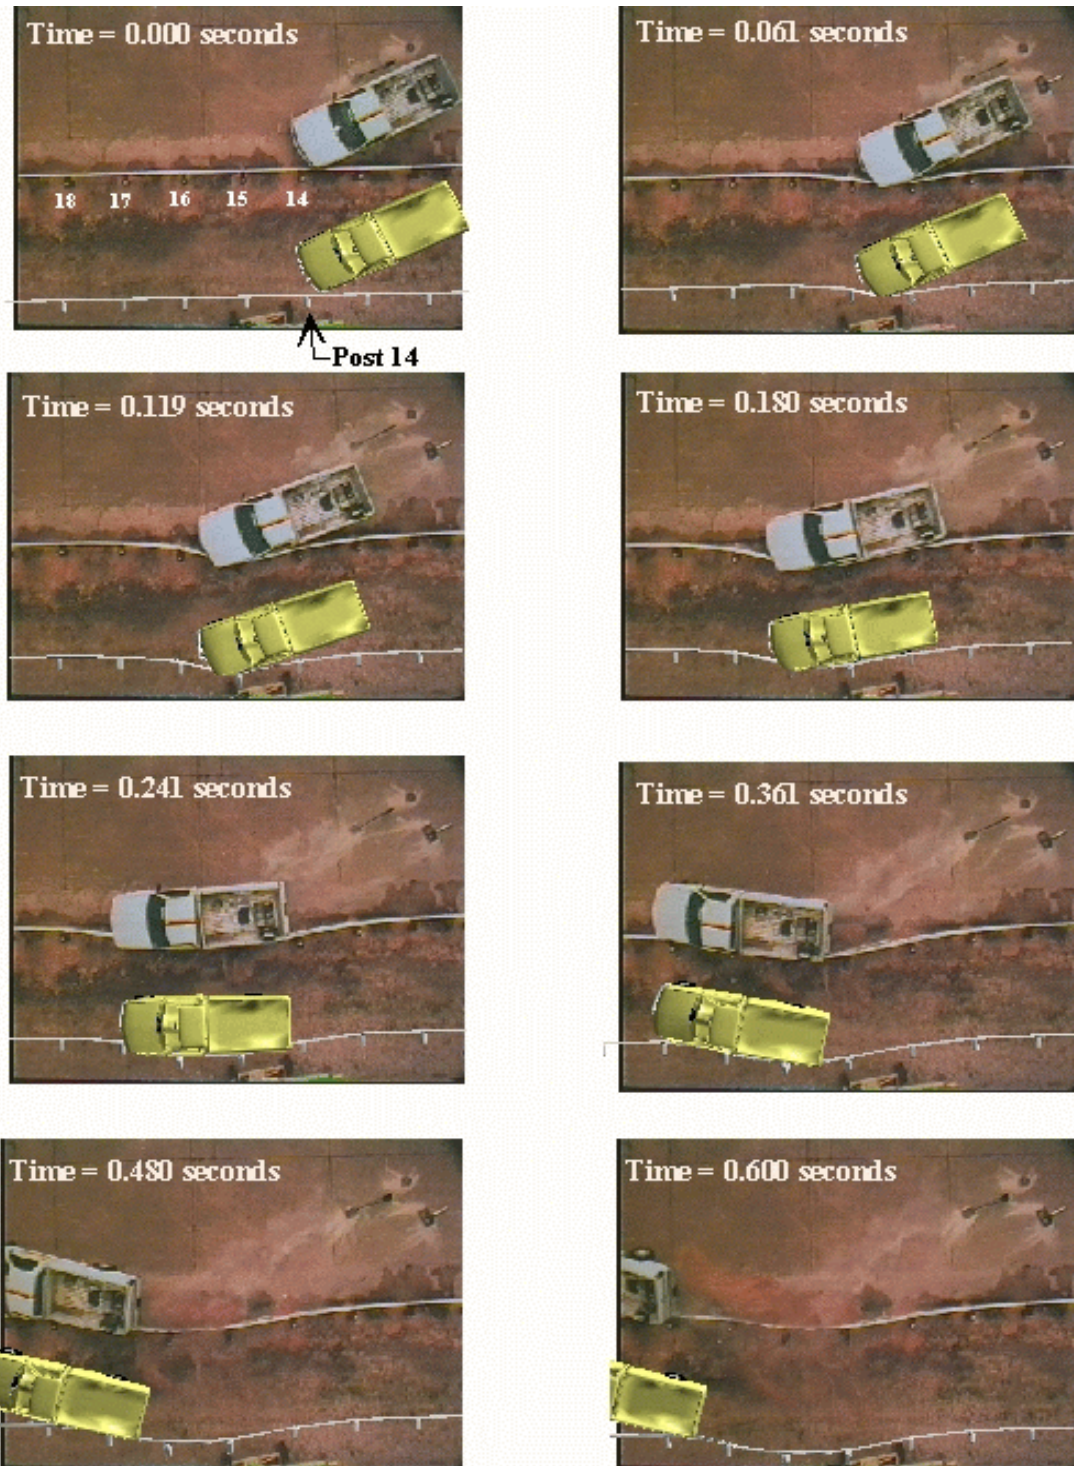 Time = 0.000 seconds
Time = 0.061 seconds
18 17 16 15 14
Post 14
Time = 0.119 seconds
Time = 0.180 seconds
Time = 0.241 seconds
Time = 0.361 seconds
Time = 0.480 seconds
Time = 0.600 seconds